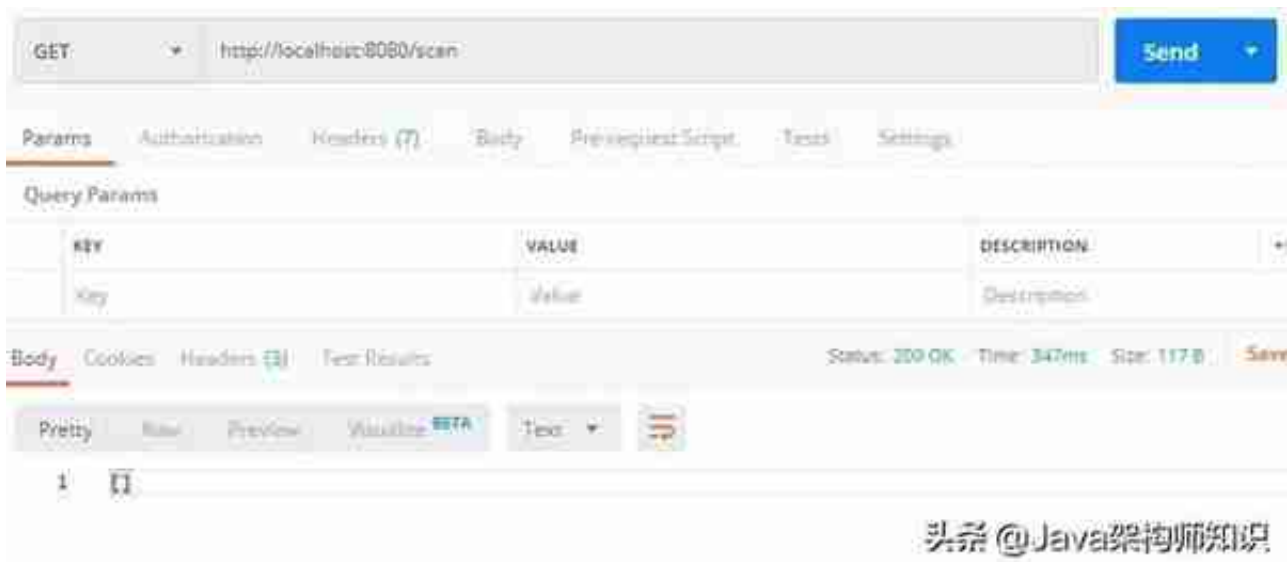 GET http://localhost:8080/scan Send
Params Authorization Headers (7) Body Pre-request Script Tests Settings
Query Params
KEY VALUE DESCRIPTION
Key Value Description
Body Cookies Headers (3) Test Results Status: 200 OK Time: 347ms Size: 117 B Save
Pretty Raw Preview Visualize BETA Text
1 []
头条 @Java架构师知识